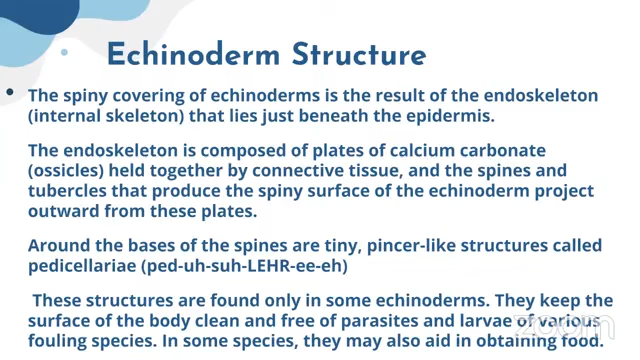 Echinoderm Structure
The spiny covering of echinoderms is the result of the endoskeleton
(internal skeleton) that lies just beneath the epidermis.
The endoskeleton is composed of plates of calcium carbonate
(ossicles) held together by connective tissue, and the spines and
tubercles that produce the spiny surface of the echinoderm project
outward from these plates.
Around the bases of the spines are tiny, pincer-like structures called
pedicellariae (ped-uh-suh-LEHR-ee-eh)
These structures are found only in some echinoderms. They keep the
surface of the body clean and free of parasites and larvae of various
fouling species. In some species, they may also aid in obtaining food.
zoom